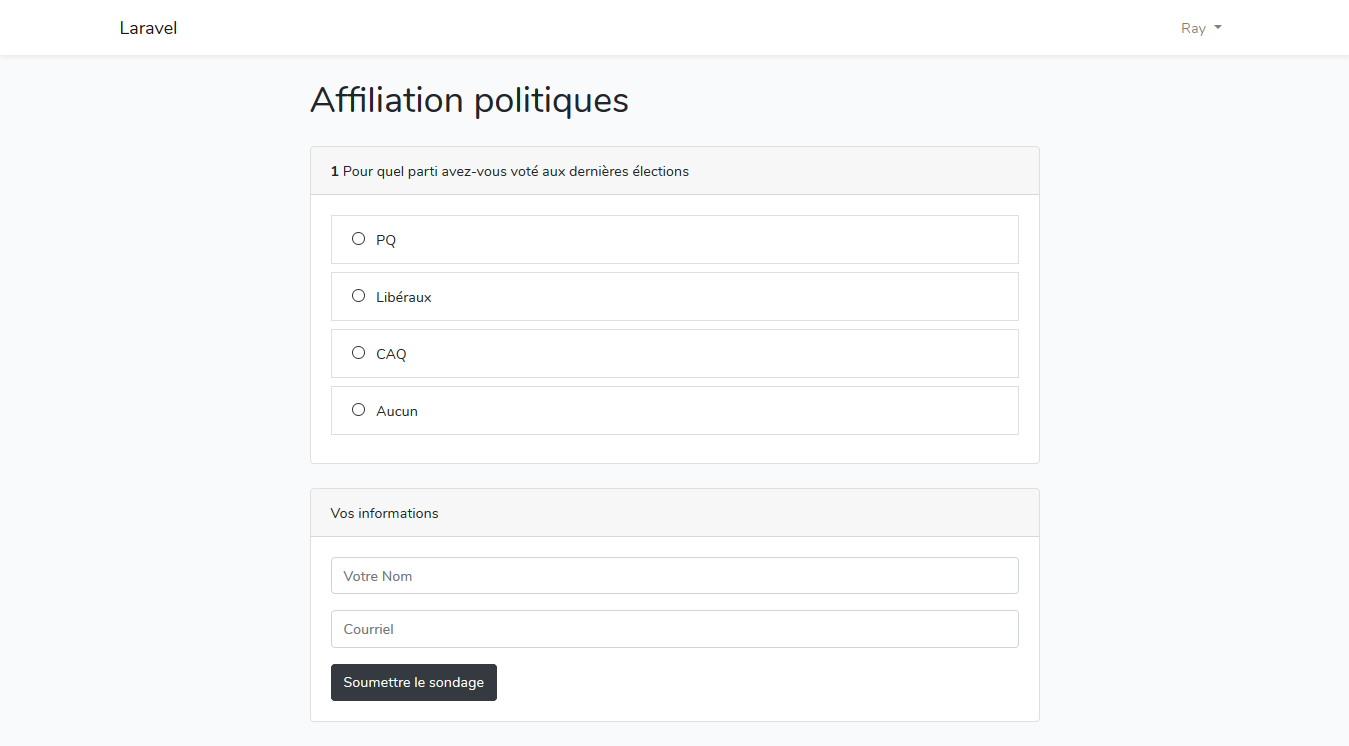 Laravel
Ray
Affiliation politiques
1 Pour quel parti avez-vous voté aux dernières élections
PQ
Libéraux
CAQ
Aucun
Vos informations
Votre Nom
Courriel
Soumettre le sondage